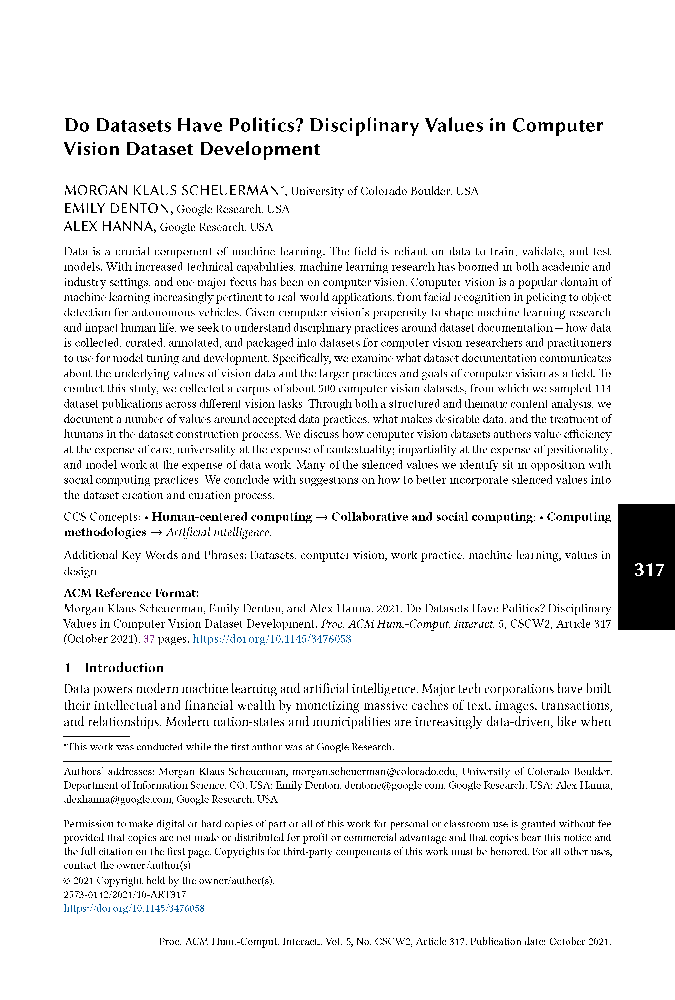 Do Datasets Have Politics? Disciplinary Values in Computer
Vision Dataset Development
MORGAN KLAUS SCHEUERMAN*, University of Colorado Boulder, USA
EMILY DENTON, Google Research, USA
ALEX HANNA, Google Research, USA
Data is a crucial component of machine learning. The field is reliant on data to train, validate, and test
models. With increased technical capabilities, machine learning research has boomed in both academic and
industry settings, and one major focus has been on computer vision. Computer vision is a popular domain of
machine learning increasingly pertinent to real-world applications, from facial recognition in policing to object
detection for autonomous vehicles. Given computer vision's propensity to shape machine learning research
and impact human life, we seek to understand disciplinary practices around dataset documentation — how data
is collected, curated, annotated, and packaged into datasets for computer vision researchers and practitioners
to use for model tuning and development. Specifically, we examine what dataset documentation communicates
about the underlying values of vision data and the larger practices and goals of computer vision as a field. To
conduct this study, we collected a corpus of about 500 computer vision datasets, from which we sampled 114
dataset publications across different vision tasks. Through both a structured and thematic content analysis, we
document a number of values around accepted data practices, what makes desirable data, and the treatment of
humans in the dataset construction process. We discuss how computer vision datasets authors value efficiency
at the expense of care; universality at the expense of contextuality; impartiality at the expense of positionality;
and model work at the expense of data work. Many of the silenced values we identify sit in opposition with
social computing practices. We conclude with suggestions on how to better incorporate silenced values into
the dataset creation and curation process.
CCS Concepts: • Human-centered computing → Collaborative and social computing; • Computing
methodologies → Artificial intelligence.
Additional Key Words and Phrases: Datasets, computer vision, work practice, machine learning, values in
design
317
ACM Reference Format:
Morgan Klaus Scheuerman, Emily Denton, and Alex Hanna. 2021. Do Datasets Have Politics? Disciplinary
Values in Computer Vision Dataset Development. Proc. ACM Hum.-Comput. Interact. 5, CSCW2, Article 317
(October 2021), 37 pages. https://doi.org/10.1145/3476058
1 Introduction
Data powers modern machine learning and artificial intelligence. Major tech corporations have built
their intellectual and financial wealth by monetizing massive caches of text, images, transactions,
and relationships. Modern nation-states and municipalities are increasingly data-driven, like when
*This work was conducted while the first author was at Google Research.
Authors' addresses: Morgan Klaus Scheuerman, morgan.scheuerman@colorado.edu, University of Colorado Boulder,
Department of Information Science, CO, USA; Emily Denton, dentone@google.com, Google Research, USA; Alex Hanna,
alexhanna@google.com, Google Research, USA.
Permission to make digital or hard copies of part or all of this work for personal or classroom use is granted without fee
provided that copies are not made or distributed for profit or commercial advantage and that copies bear this notice and
the full citation on the first page. Copyrights for third-party components of this work must be honored. For all other uses,
contact the owner/author(s).
© 2021 Copyright held by the owner/author(s).
2573-0142/2021/10-ART317
https://doi.org/10.1145/3476058
Proc. ACM Hum.-Comput. Interact., Vol. 5, No. CSCW2, Article 317. Publication date: October 2021.